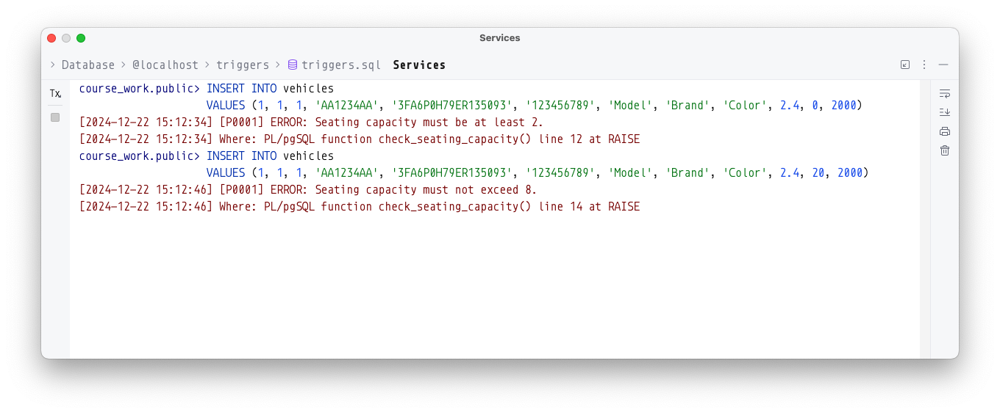 Services
Database @localhost triggers triggers.sql Services
Tx
course_work.public> INSERT INTO vehicles
VALUES (1, 1, 1, 'AA1234AA', '3FA6P0H79ER135093', '123456789', 'Model', 'Brand', 'Color', 2.4, 0, 2000)
[2024-12-22 15:12:34] [P0001] ERROR: Seating capacity must be at least 2.
[2024-12-22 15:12:34] Where: PL/pgSQL function check_seating_capacity() line 12 at RAISE
course_work.public> INSERT INTO vehicles
VALUES (1, 1, 1, 'AA1234AA', '3FA6P0H79ER135093', '123456789', 'Model', 'Brand', 'Color', 2.4, 20, 2000)
[2024-12-22 15:12:46] [P0001] ERROR: Seating capacity must not exceed 8.
[2024-12-22 15:12:46] Where: PL/pgSQL function check_seating_capacity() line 14 at RAISE